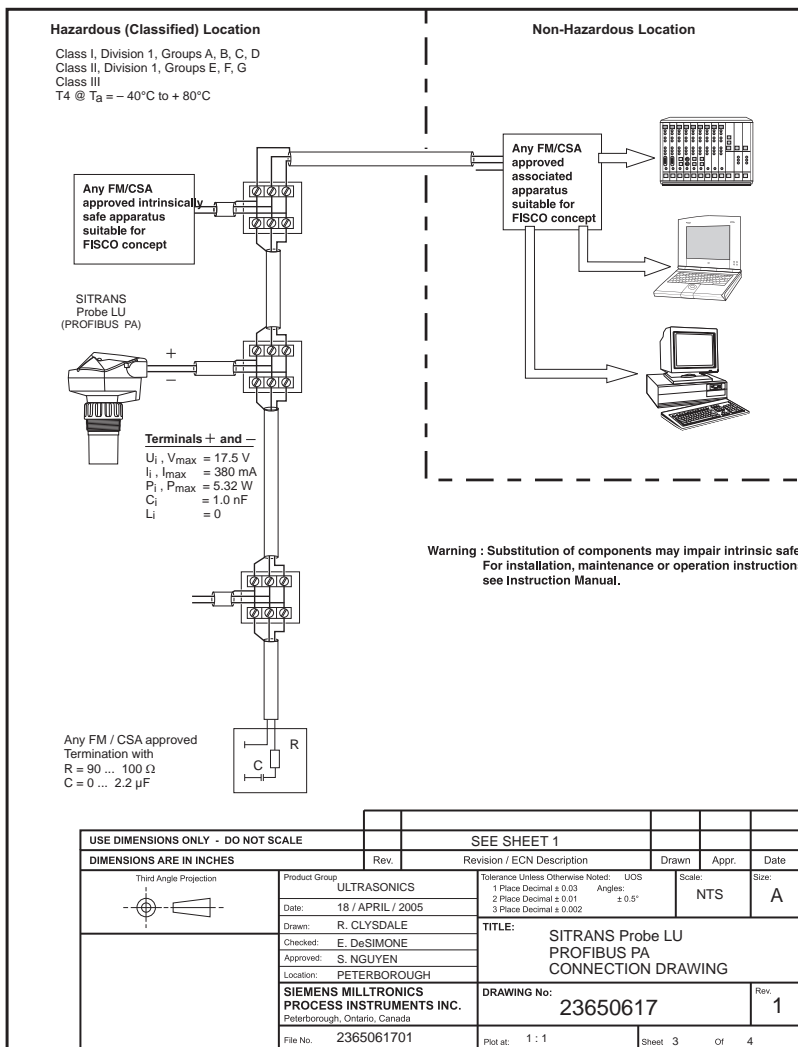 Hazardous (Classified) Location
Class I, Division 1, Groups A, B, C, D
Class II, Division 1, Groups E, F, G
Class III
T4 @ Ta = – 40°C to + 80°C
Non-Hazardous Location
Any FM/CSA
approved intrinsically
safe apparatus
suitable for
FISCO concept
Any FM/CSA
approved
associated
apparatus
suitable for
FISCO concept
SITRANS
Probe LU
(PROFIBUS PA)
+
–
Terminals + and –
Ui , Vmax = 17.5 V
Ii , Imax = 380 mA
Pi , Pmax = 5.32 W
Ci = 1.0 nF
Li = 0
Warning : Substitution of components may impair intrinsic safe
For installation, maintenance or operation instruction
see Instruction Manual.
Any FM / CSA approved
Termination with
R = 90 ... 100 Ω
C = 0 ... 2.2 µF
R
C
USE DIMENSIONS ONLY - DO NOT SCALE
SEE SHEET 1
DIMENSIONS ARE IN INCHES
Rev.
Revision / ECN Description
Drawn
Appr.
Date
Third Angle Projection
Product Group
ULTRASONICS
Date: 18 / APRIL / 2005
Drawn: R. CLYSDALE
Checked: E. DeSIMONE
Approved: S. NGUYEN
Location: PETERBOROUGH
Tolerance Unless Otherwise Noted: UOS
1 Place Decimal ± 0.03 Angles:
2 Place Decimal ± 0.01 ± 0.5°
3 Place Decimal ± 0.002
Scale:
NTS
Size:
A
TITLE:
SITRANS Probe LU
PROFIBUS PA
CONNECTION DRAWING
SIEMENS MILLTRONICS
PROCESS INSTRUMENTS INC.
Peterborough, Ontario, Canada
DRAWING No:
23650617
Rev.
1
File No. 2365061701
Plot at: 1 : 1
Sheet 3 Of 4